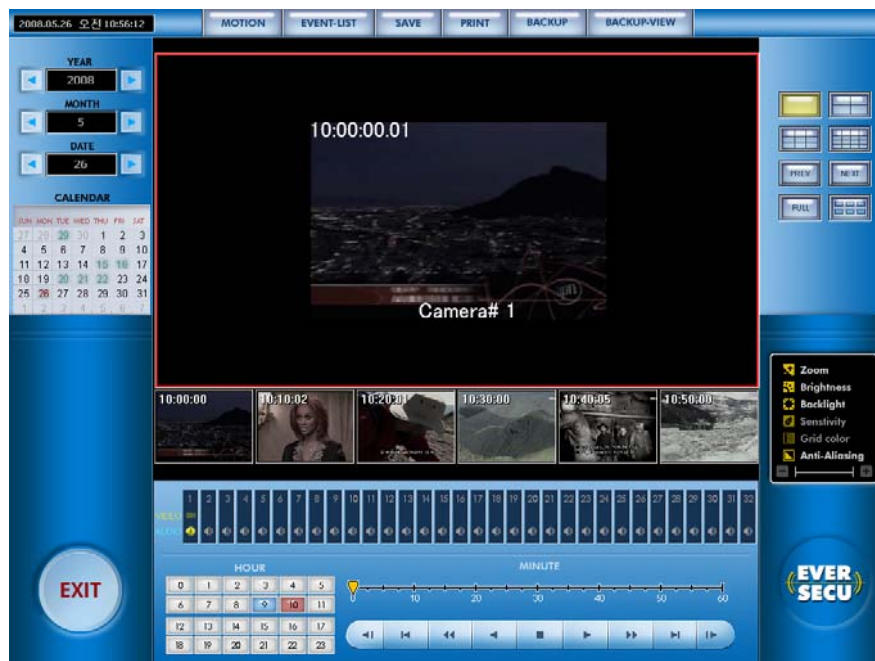 2008.05.26 오전 10:56:12
MOTION
EVENT-LIST
SAVE
PRINT
BACKUP
BACKUP-VIEW
YEAR
2008
MONTH
5
DATE
26
CALENDAR
SUN MON TUE WED THU FRI SAT
27 28 29 30 1 2 3
4 5 6 7 8 9 10
11 12 13 14 15 16 17
18 19 20 21 22 23 24
25 26 27 28 29 30 31
1 2 3 4 5 6 7
10:00:00.01
Camera# 1
PREV
NEXT
FULL
10:00:00
10:10:02
10:20:01
10:30:00
10:40:05
10:50:00
Zoom
Brightness
Backlight
Senstivity
Grid color
Anti-Aliasing
1 2 3 4 5 6 7 8 9 10 11 12 13 14 15 16 17 18 19 20 21 22 23 24 25 26 27 28 29 30 31 32
VIDEO
AUDIO
HOUR
0 1 2 3 4 5
6 7 8 9 10 11
12 13 14 15 16 17
18 19 20 21 22 23
MINUTE
0 10 20 30 40 50 60
EXIT
EVER
SECU